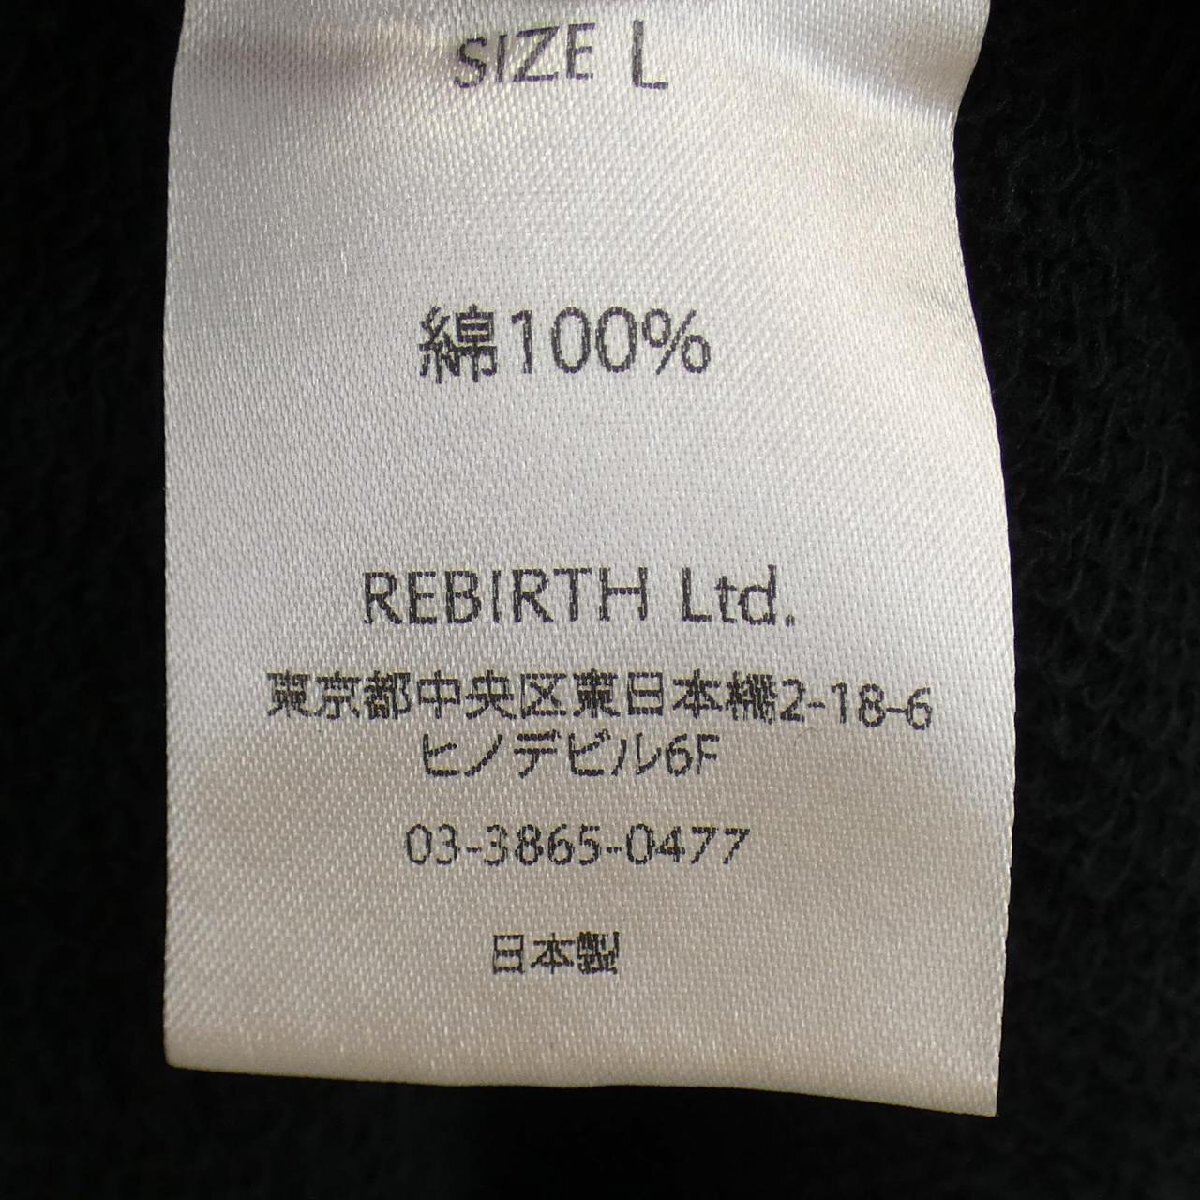 SIZE L
綿100%
REBIRTH Ltd.
東京都中央区東日本橋2-18-6
ヒノデビル6F
03-3865-0477
日本製